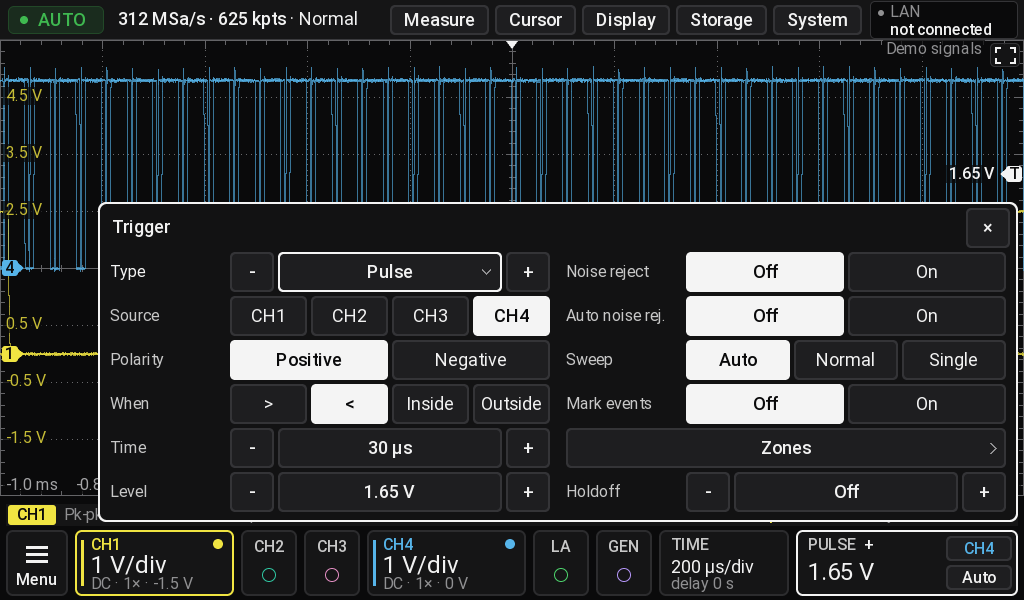 AUTO 312 MSa/s · 625 kpts · Normal Measure Cursor Display Storage System LAN
not connected
Demo signals
4.5 V
3.5 V
1.65 V T
2.5 V
Trigger ×
Type - Pulse + Noise reject Off On
4
Source CH1 CH2 CH3 CH4 Auto noise rej. Off On
0.5 V
1
Polarity Positive Negative Sweep Auto Normal Single
-0.5 V
When > < Inside Outside Mark events Off On
-1.5 V
Time - 30 µs + Zones
-1.0 ms -0.8
Level - 1.65 V + Holdoff - Off +
CH1 Pk-pk
CH1 CH2 CH3 CH4 LA GEN TIME PULSE + CH4
1 V/div 1 V/div 200 µs/div 1.65 V
Menu DC · 1× · -1.5 V DC · 1× · 0 V delay 0 s Auto